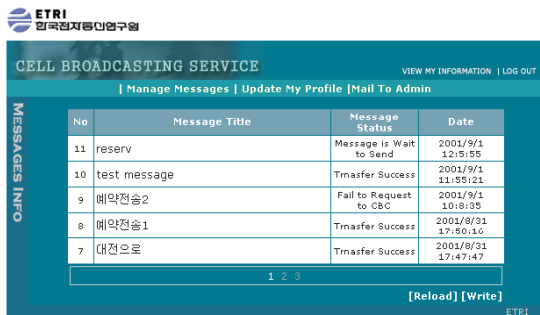 ETRI
한국전자통신연구원
CELL BROADCASTING SERVICE
VIEW MY INFORMATION | LOG OUT
| Manage Messages | Update My Profile |Mail To Admin
MESSAGES INFO
No Message Title Message Status Date
11 reserv Message is Wait to Send 2001/9/1 12:5:55
10 test message Trnasfer Success 2001/9/1 11:55:21
9 예약전송2 Fail to Request to CBC 2001/9/1 10:8:35
8 예약전송1 Trnasfer Success 2001/8/31 17:50:16
7 대전으로 Trnasfer Success 2001/8/31 17:47:47
1 2 3
[Reload] [Write]
ETRI